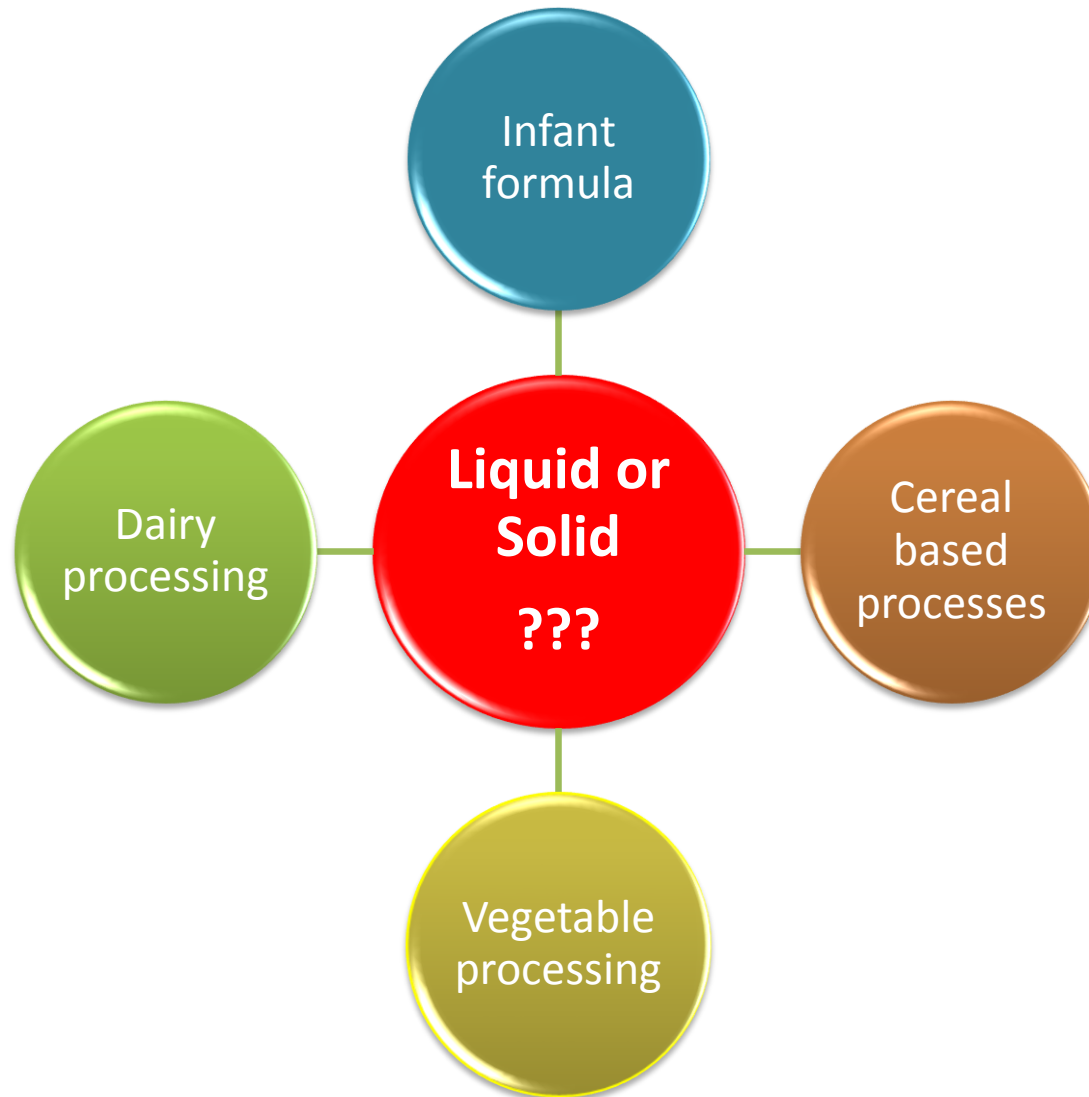 Infant
formula
Dairy
processing
Liquid or
Solid
???
Cereal
based
processes
Vegetable
processing